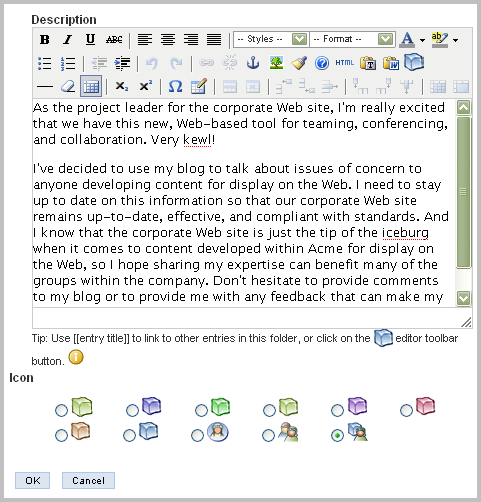 Description
B I U ABC -- Styles -- -- Format -- A ab
HTML T W
x₂ x² Ω
As the project leader for the corporate Web site, I'm really excited
that we have this new, Web-based tool for teaming, conferencing,
and collaboration. Very kewl!
I've decided to use my blog to talk about issues of concern to
anyone developing content for display on the Web. I need to stay
up to date on this information so that our corporate Web site
remains up-to-date, effective, and compliant with standards. And
I know that the corporate Web site is just the tip of the iceburg
when it comes to content developed within Acme for display on
the Web, so I hope sharing my expertise can benefit many of the
groups within the company. Don't hesitate to provide comments
to my blog or to provide me with any feedback that can make my
Tip: Use [[entry title]] to link to other entries in this folder, or click on the editor toolbar
button.
Icon
OK Cancel